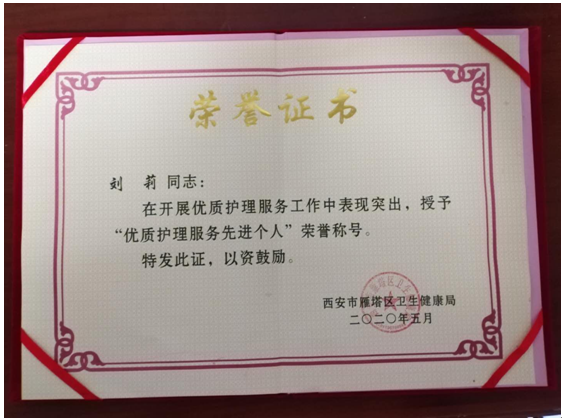 荣誉证书
刘 莉 同志：
在开展优质护理服务工作中表现突出，授予
“优质护理服务先进个人”荣誉称号。
特发此证，以资鼓励。
西安市雁塔区卫生健康局
二〇二〇年五月